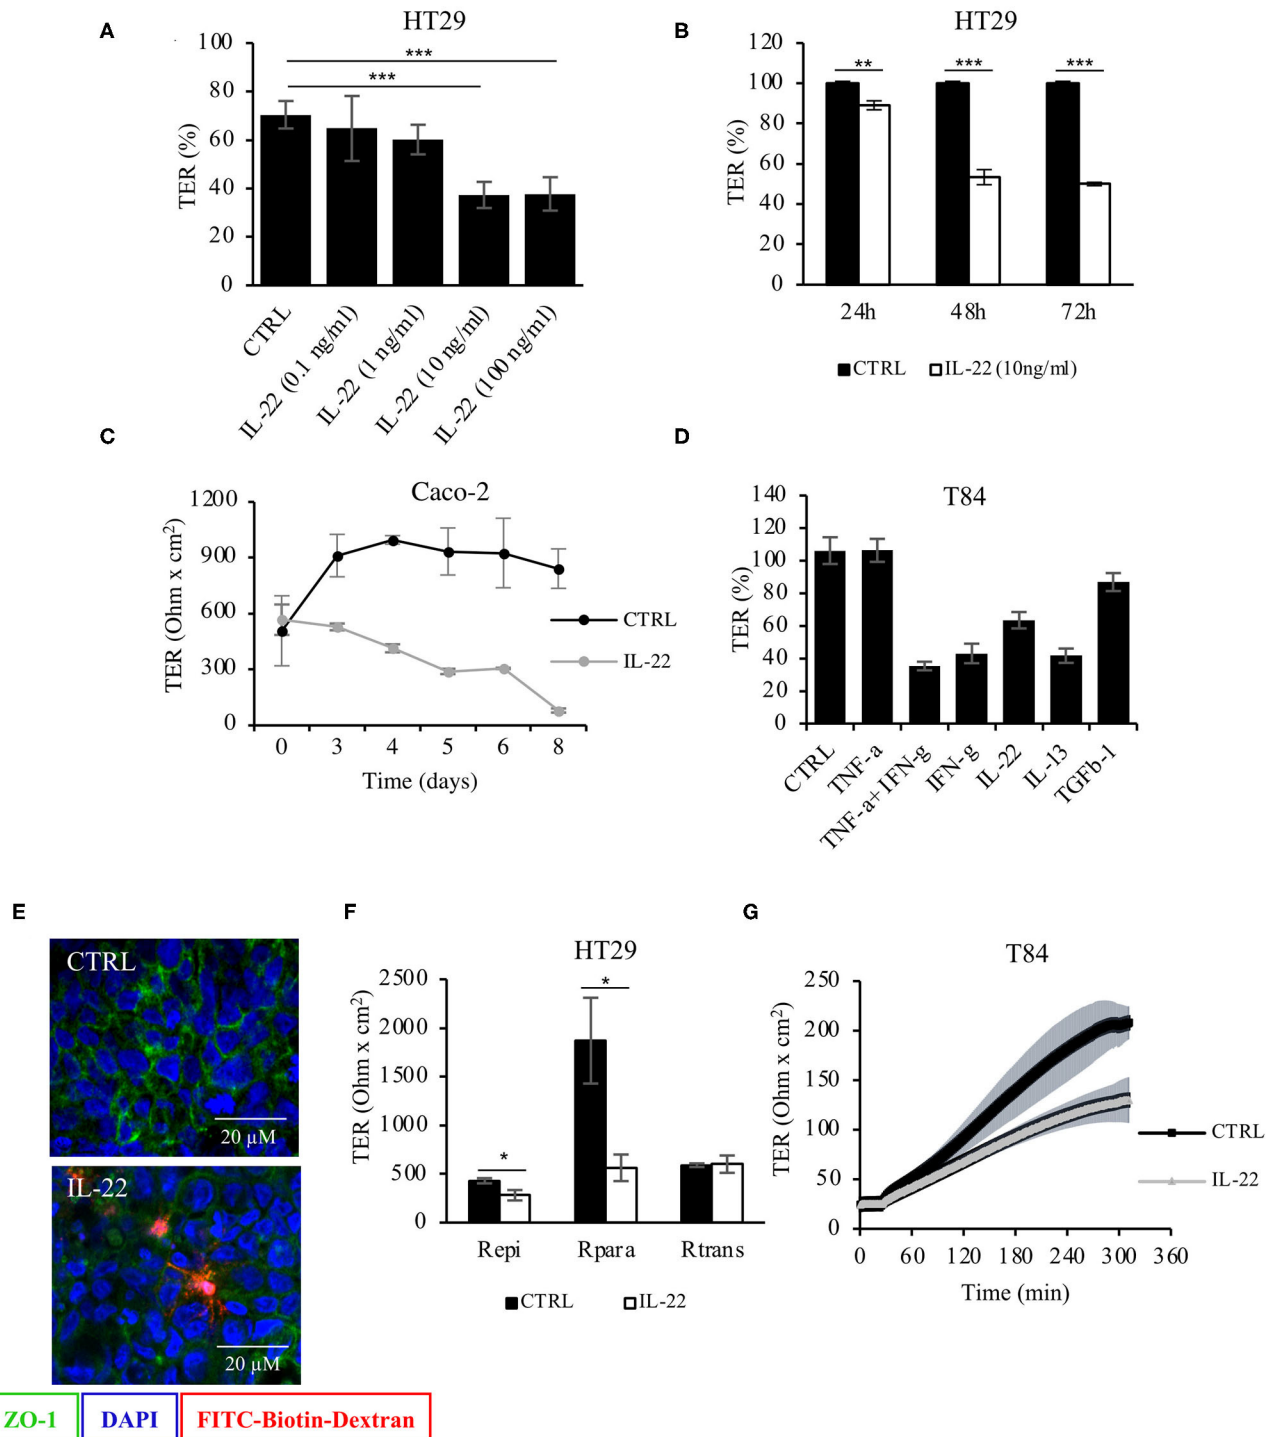 A
HT29
100
80
60
40
20
0
TER (%)
***
***
CTRL
IL-22 (0.1 ng/ml)
IL-22 (1 ng/ml)
IL-22 (10 ng/ml)
IL-22 (100 ng/ml)
B
HT29
120
100
80
60
40
20
0
TER (%)
**
***
***
24h
48h
72h
CTRL
IL-22 (10ng/ml)
C
Caco-2
1200
900
600
300
0
TER (Ohm x cm²)
0
3
4
5
6
8
Time (days)
CTRL
IL-22
D
T84
140
120
100
80
60
40
20
0
TER (%)
CTRL
TNF-a
TNF-a+ IFN-g
IFN-g
IL-22
IL-13
TGFb-1
E
CTRL
20 µM
IL-22
20 µM
ZO-1
DAPI
FITC-Biotin-Dextran
F
HT29
2500
2000
1500
1000
500
0
TER (Ohm x cm²)
*
*
Repi
Rpara
Rtrans
CTRL
IL-22
G
T84
250
200
150
100
50
0
TER (Ohm x cm²)
0
60
120
180
240
300
360
Time (min)
CTRL
IL-22